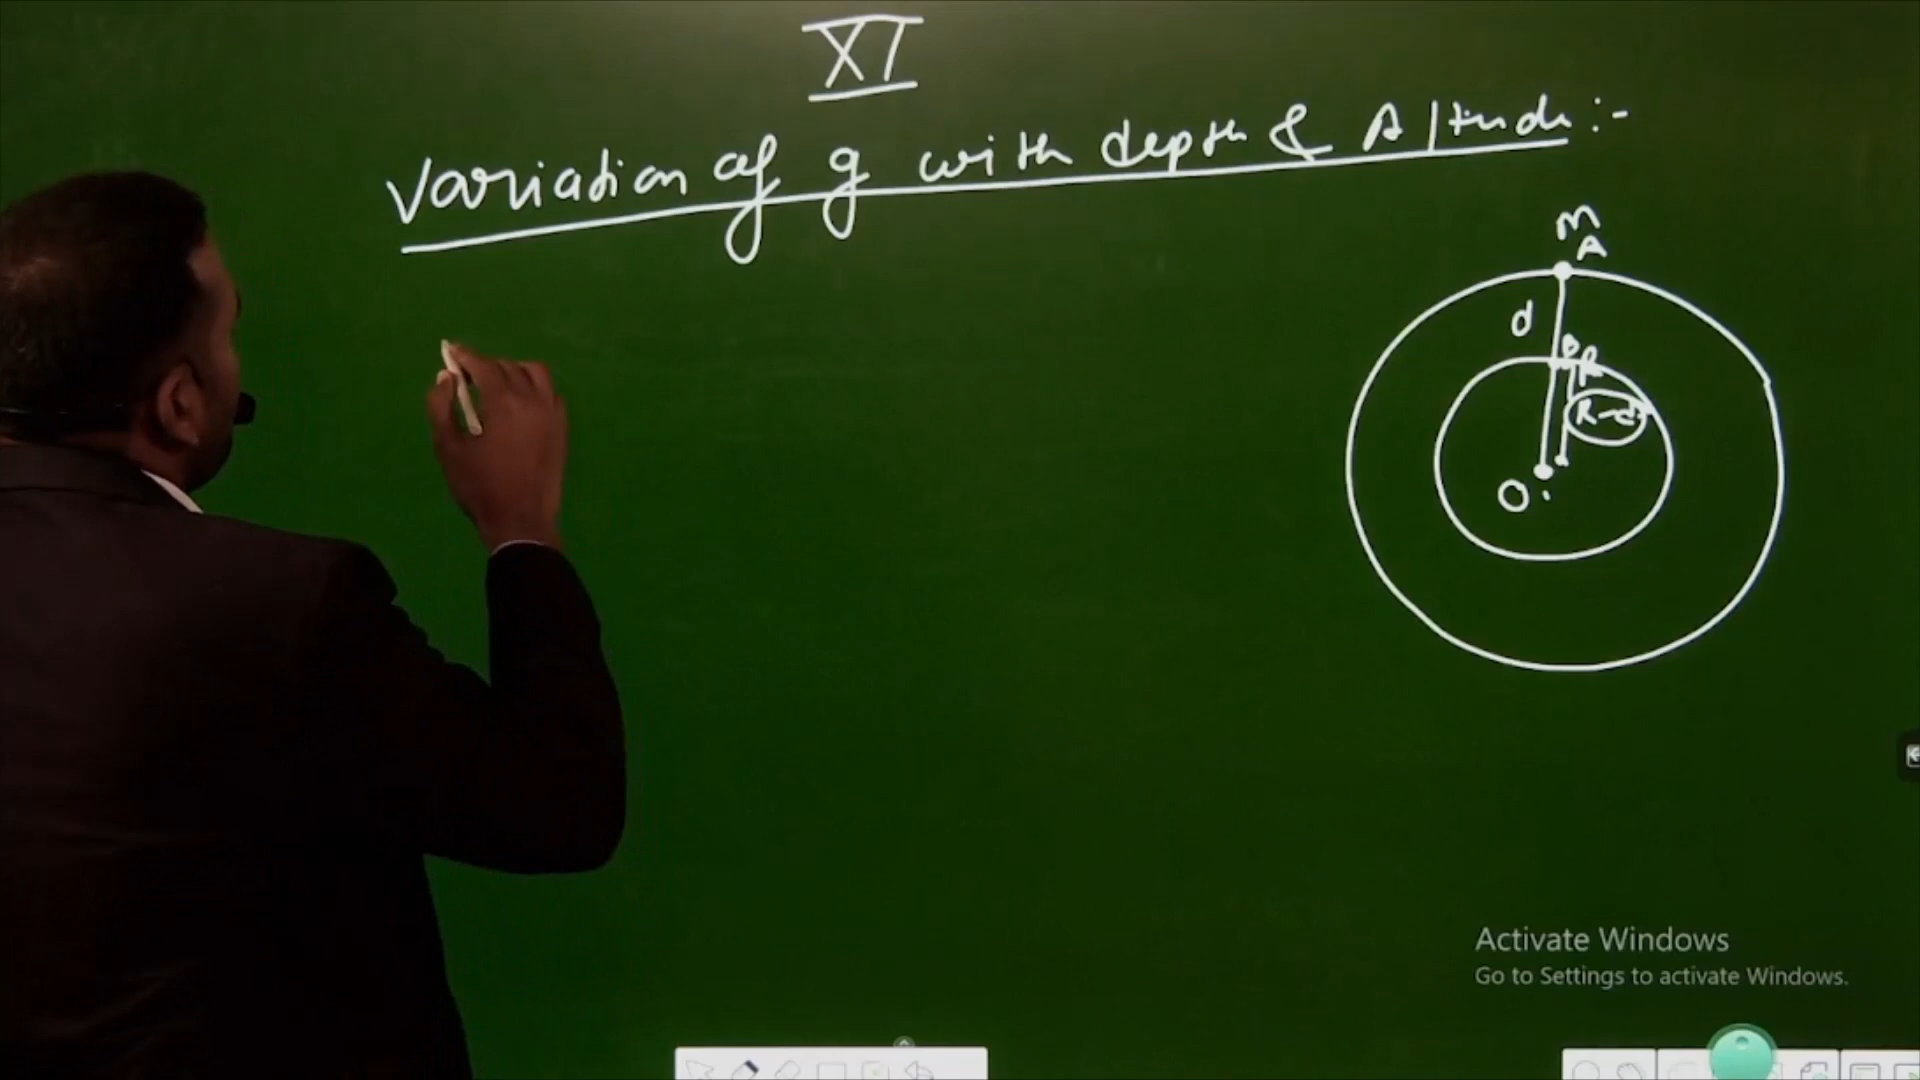 XI
Variation of g with depth & Altitude :-
m
A
d
B
R
R-d
O
Activate Windows
Go to Settings to activate Windows.